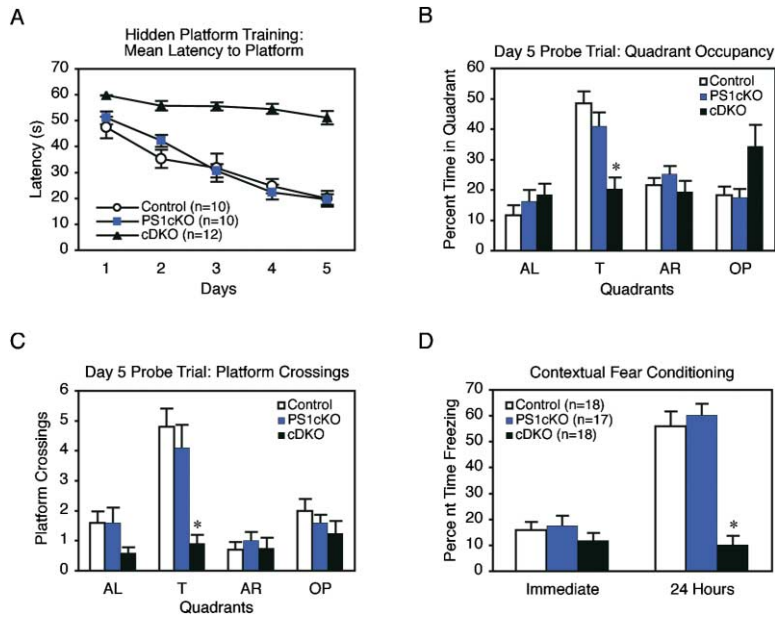 A
Hidden Platform Training:
Mean Latency to Platform
70
60
50
40
30
20
10
0
Latency (s)
Control (n=10)
PS1cKO (n=10)
cDKO (n=12)
1 2 3 4 5
Days
B
Day 5 Probe Trial: Quadrant Occupancy
60
50
40
30
20
10
0
Percent Time in Quadrant
Control
PS1cKO
cDKO
*
AL T AR OP
Quadrants
C
Day 5 Probe Trial: Platform Crossings
6
5
4
3
2
1
0
Platform Crossings
Control
PS1cKO
cDKO
*
AL T AR OP
Quadrants
D
Contextual Fear Conditioning
70
60
50
40
30
20
10
0
Perce nt Time Freezing
Control (n=18)
PS1cKO (n=17)
cDKO (n=18)
*
Immediate 24 Hours